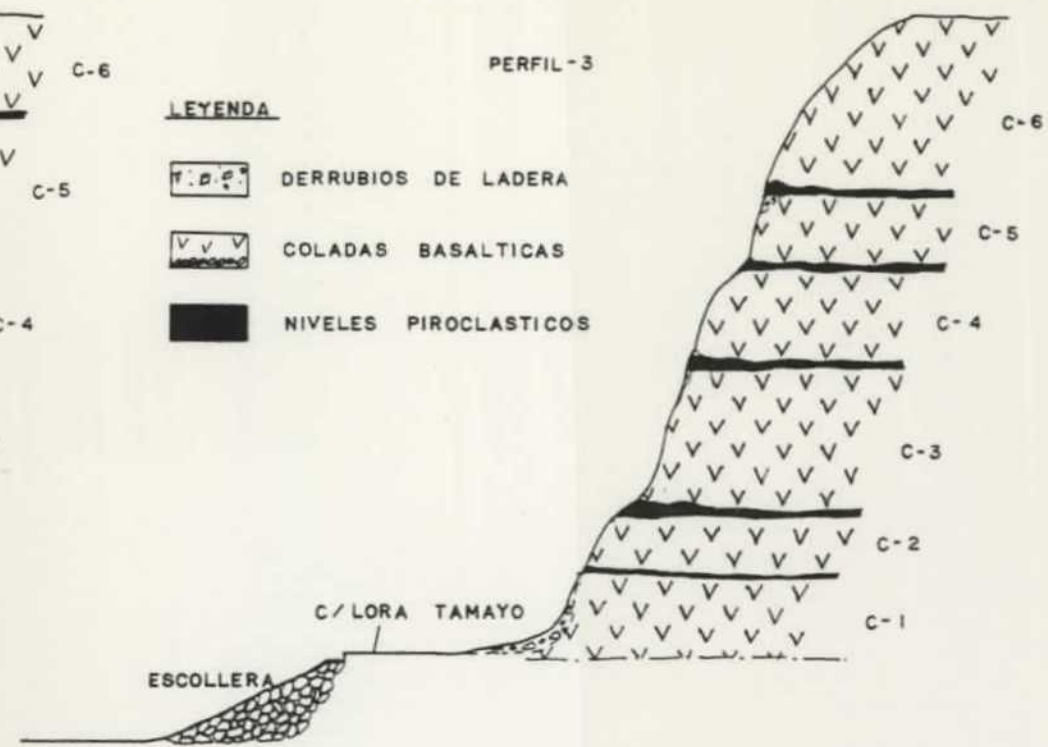 PERFIL-3
C-6
C-5
C-4
LEYENDA
DERRUBIOS DE LADERA
COLADAS BASALTICAS
NIVELES PIROCLASTICOS
C-6
C-5
C-4
C-3
C-2
C-1
C/LORA TAMAYO
ESCOLLERA